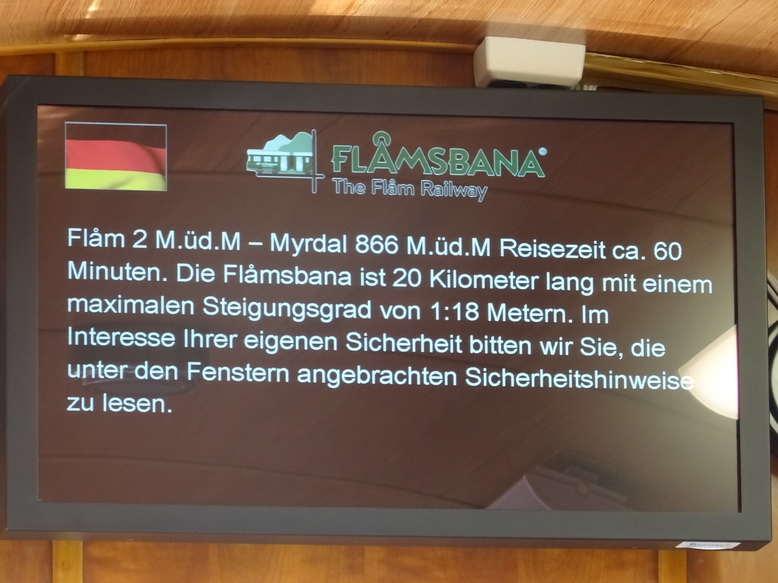 FLÅMSBANA
The Flåm Railway
Flåm 2 M.üd.M – Myrdal 866 M.üd.M Reisezeit ca. 60
Minuten. Die Flåmsbana ist 20 Kilometer lang mit einem
maximalen Steigungsgrad von 1:18 Metern. Im
Interesse Ihrer eigenen Sicherheit bitten wir Sie, die
unter den Fenstern angebrachten Sicherheitshinweise
zu lesen.